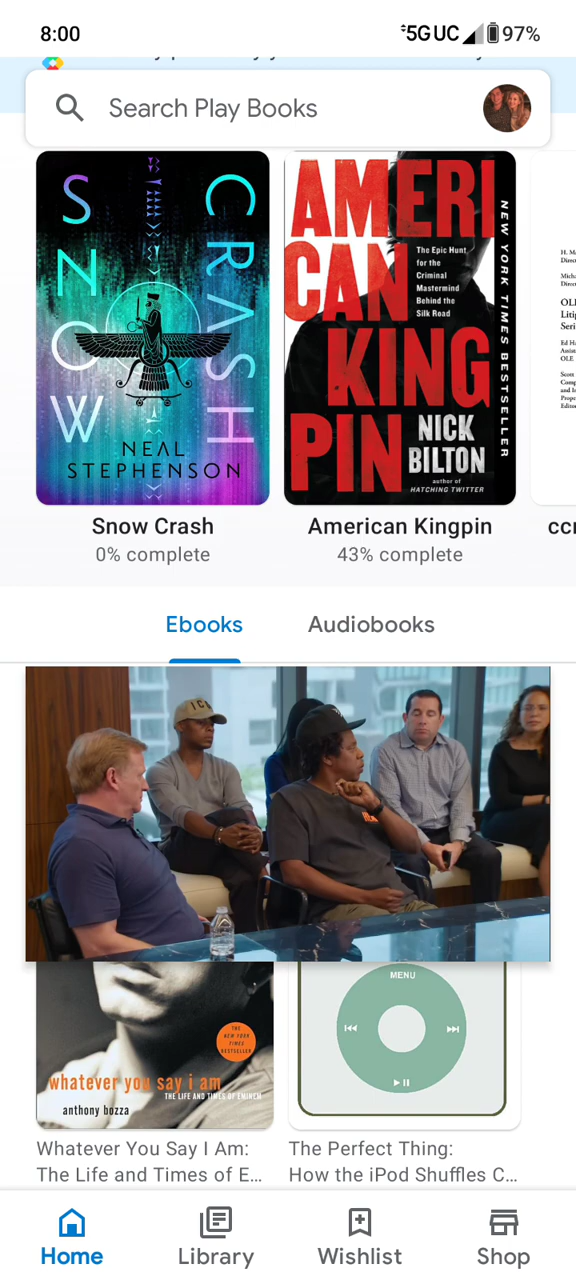 8:00
5G UC
97%
Search Play Books
SNOW
CRASH
NEAL
STEPHENSON
AMERI
CAN
KING
PIN
The Epic Hunt
for the
Criminal
Mastermind
Behind the
Silk Road
NEW YORK TIMES BESTSELLER
NICK
BILTON
author of
HATCHING TWITTER
Snow Crash
0% complete
American Kingpin
43% complete
Ebooks
Audiobooks
THE
NEW YORK
TIMES
BESTSELLER
whatever you say i am
THE LIFE AND TIMES OF EMINEM
anthony bozza
MENU
Whatever You Say I Am:
The Life and Times of E...
The Perfect Thing:
How the iPod Shuffles C...
Home
Library
Wishlist
Shop